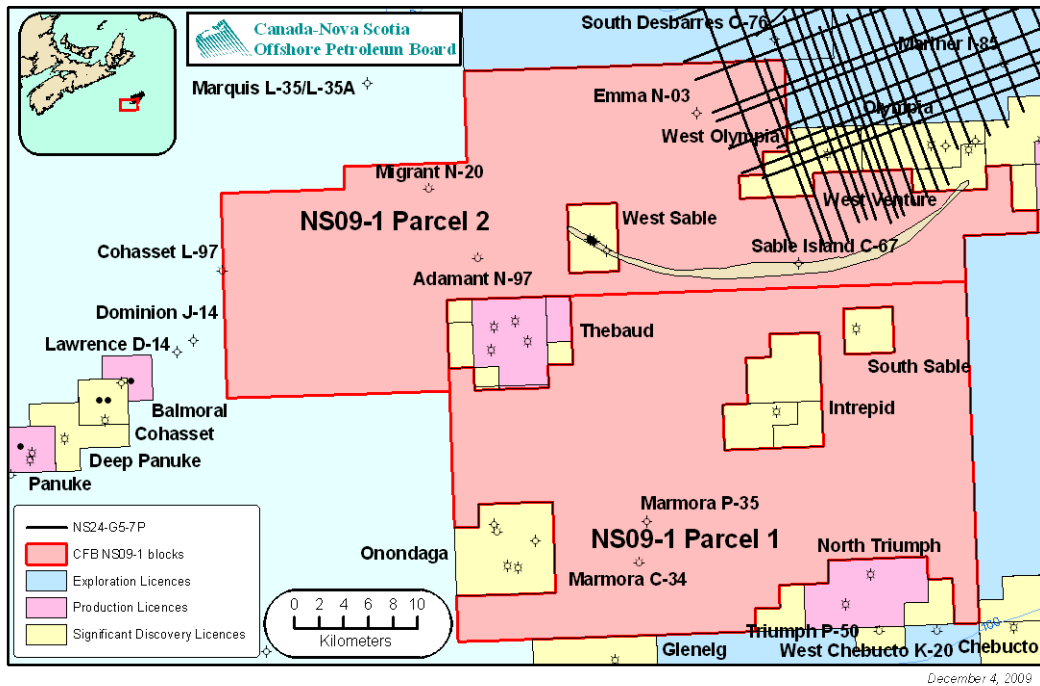 Canada-Nova Scotia
Offshore Petroleum Board
South Desbarres C-76
Mariner I-85
Marquis L-35/L-35A
Emma N-03
Olympia
West Olympia
Migrant N-20
West Venture
NS09-1 Parcel 2
West Sable
Cohasset L-97
Sable Island C-67
Adamant N-97
Dominion J-14
Thebaud
Lawrence D-14
South Sable
Balmoral
Intrepid
Cohasset
Deep Panuke
Panuke
Marmora P-35
NS09-1 Parcel 1
North Triumph
Onondaga
Marmora C-34
NS24-G5-7P
CFB NS09-1 blocks
Exploration Licences
Production Licences
Significant Discovery Licences
0 2 4 6 8 10
Kilometers
Triumph P-50
100
Glenelg
West Chebucto K-20
Chebucto
December 4, 2009